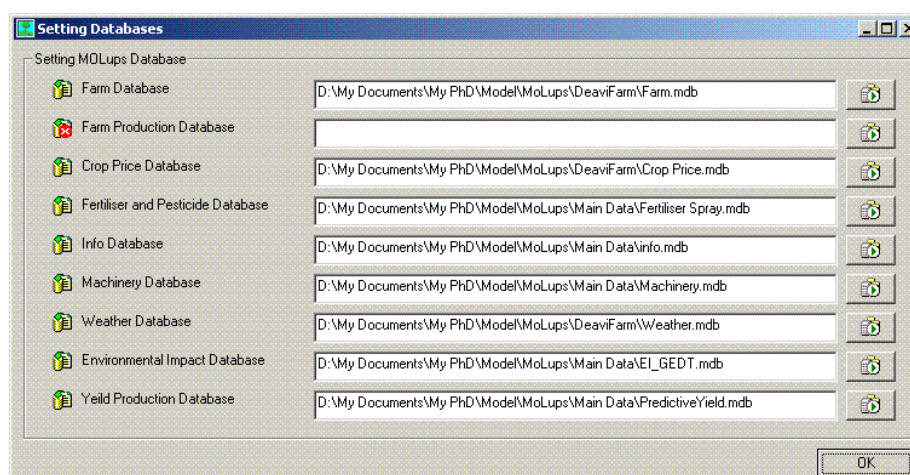 Setting Databases
Setting MOLups Database
Farm Database D:\My Documents\My PhD\Model\MoLups\DeaviFarm\Farm.mdb
Farm Production Database
Crop Price Database D:\My Documents\My PhD\Model\MoLups\DeaviFarm\Crop Price.mdb
Fertiliser and Pesticide Database D:\My Documents\My PhD\Model\MoLups\Main Data\Fertiliser Spray.mdb
Info Database D:\My Documents\My PhD\Model\MoLups\Main Data\info.mdb
Machinery Database D:\My Documents\My PhD\Model\MoLups\Main Data\Machinery.mdb
Weather Database D:\My Documents\My PhD\Model\MoLups\DeaviFarm\Weather.mdb
Environmental Impact Database D:\My Documents\My PhD\Model\MoLups\Main Data\EI_GEDT.mdb
Yeild Production Database D:\My Documents\My PhD\Model\MoLups\Main Data\PredictiveYield.mdb
OK